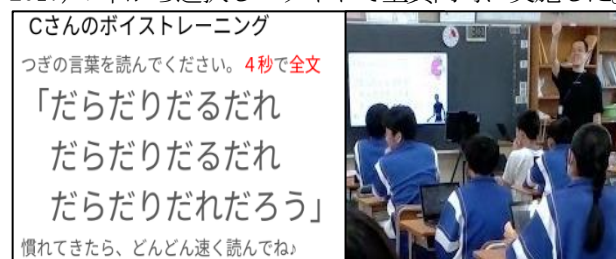 Cさんのボイストレーニング
つぎの言葉を読んでください。4秒で全文
「だらだりだるだれ
だらだりだるだれ
だらだりだれだろう」
慣れてきたら、どんどん速く読んでね♪